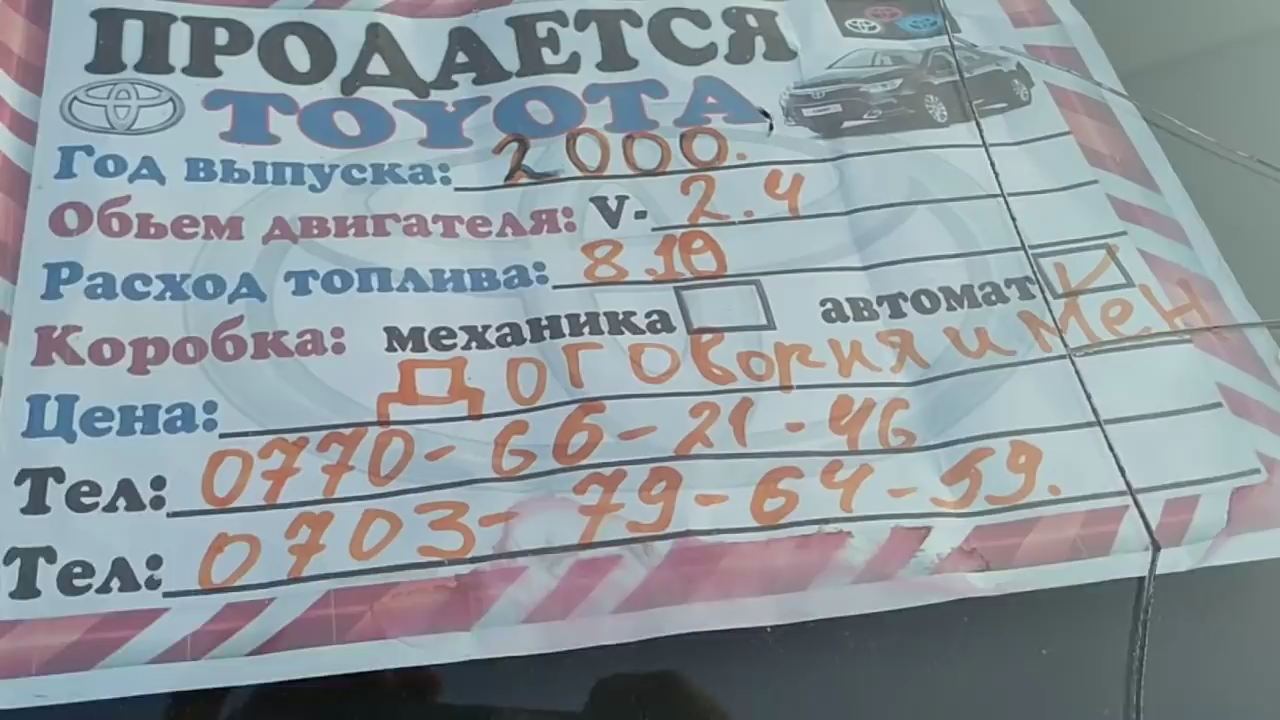 ПРОДАЕТСЯ
TOYOTA
Год выпуска: 2000.
Обьем двигателя: V- 2.4
Расход топлива: 8.10
Коробка: механика автомат
Цена: Договорня и мен
Тел: 0770-66-21-46
Тел: 0703-79-64-59.